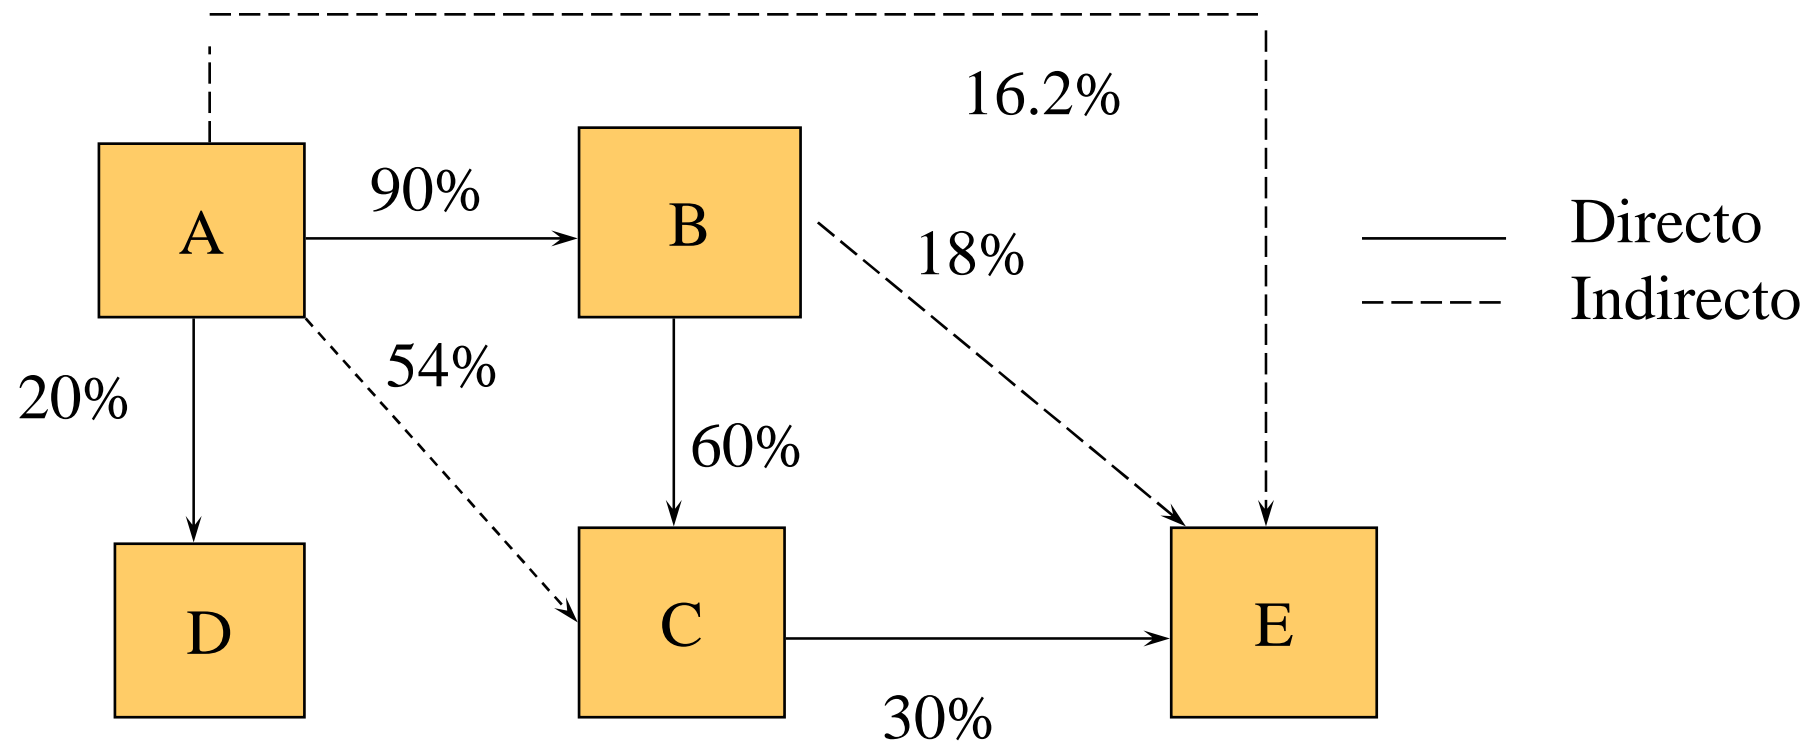 16.2%
90%
A
B
Directo
18%
Indirecto
54%
20%
60%
D
C
E
30%